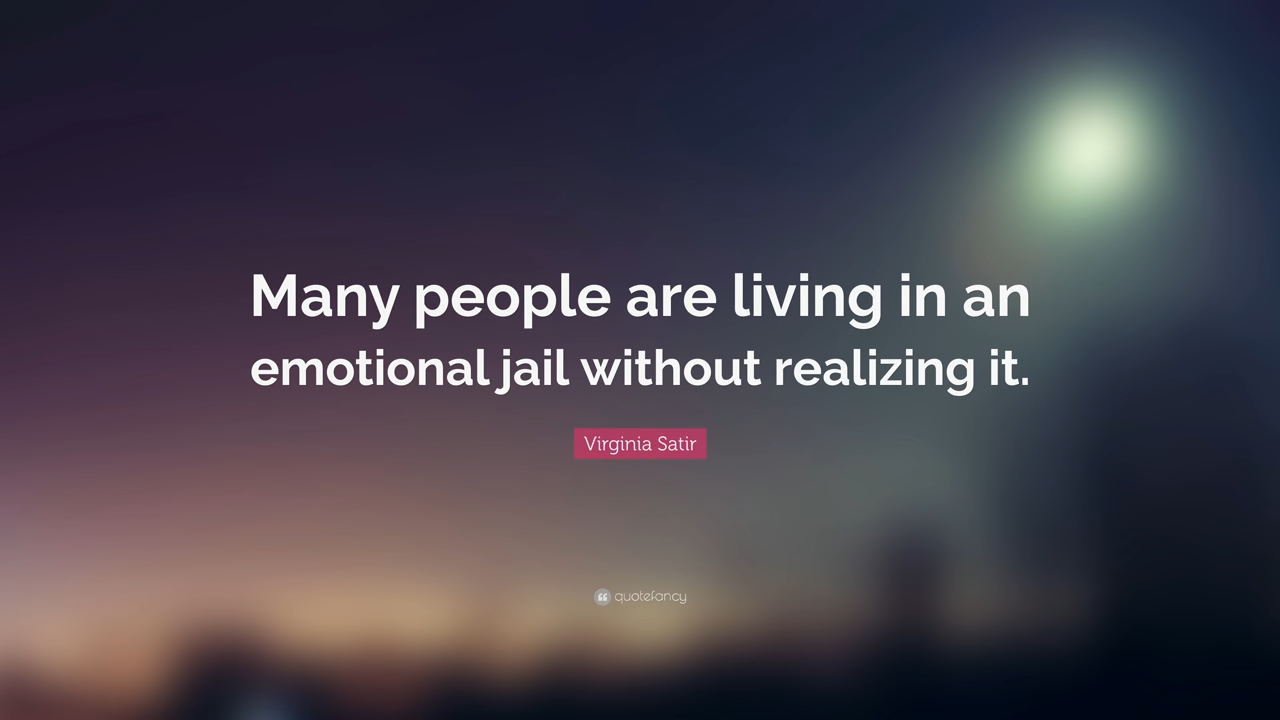 Many people are living in an
emotional jail without realizing it.
Virginia Satir
quotefancy